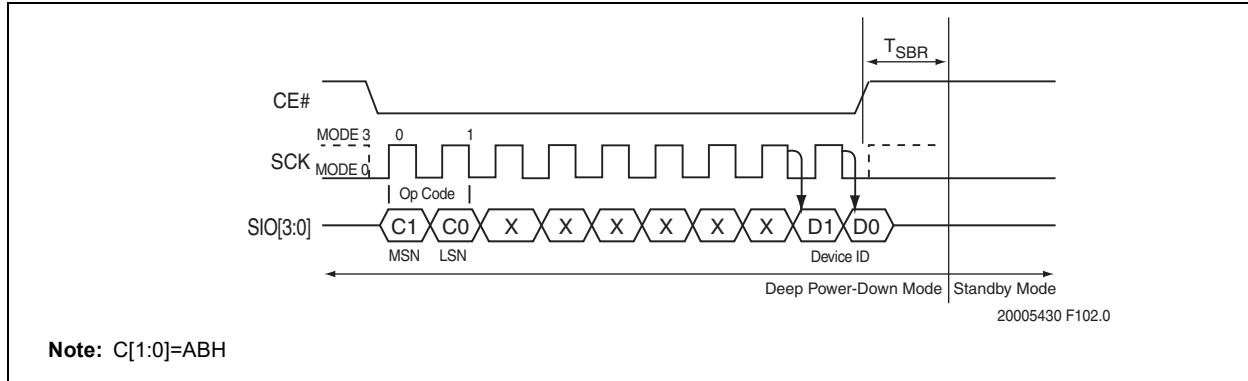 T_SBR
CE#
MODE 3 0 1
SCK
MODE 0
Op Code
SIO[3:0] C1 C0 X X X X X X D1 D0
MSN LSN Device ID
Deep Power-Down Mode Standby Mode
20005430 F102.0
Note: C[1:0]=ABH